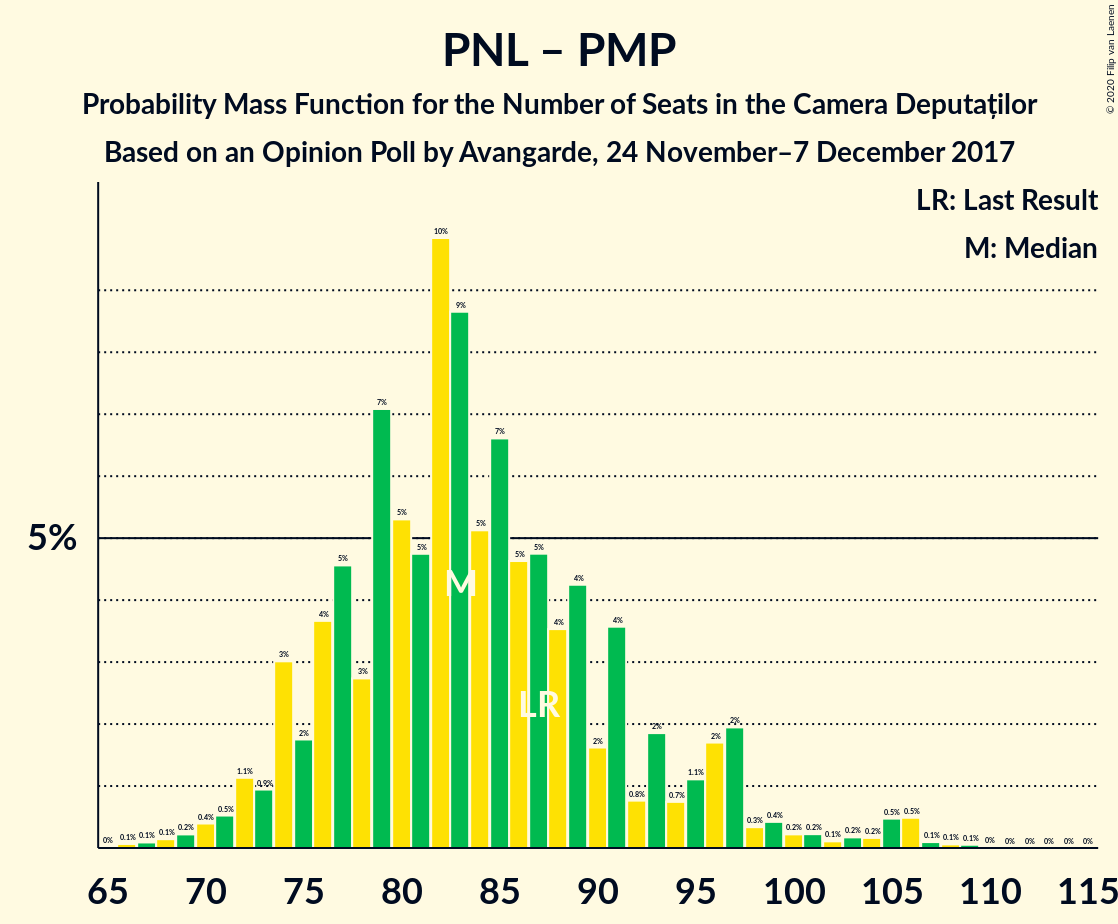 PNL – PMP
Probability Mass Function for the Number of Seats in the Camera Deputaților
Based on an Opinion Poll by Avangarde, 24 November–7 December 2017
© 2020 Filip van Laenen
LR: Last Result
M: Median
5%
0% 0.1% 0.1% 0.1% 0.2% 0.4% 0.5% 1.1% 0.9% 3% 2% 4% 5% 3% 7% 5% 5% 10% 9% 5% 7% 5% 5% 4% 4% 2% 4% 0.8% 2% 0.7% 1.1% 2% 2% 0.3% 0.4% 0.2% 0.2% 0.1% 0.2% 0.2% 0.5% 0.5% 0.1% 0.1% 0.1% 0% 0% 0% 0% 0% 0%
M
LR
65 70 75 80 85 90 95 100 105 110 115